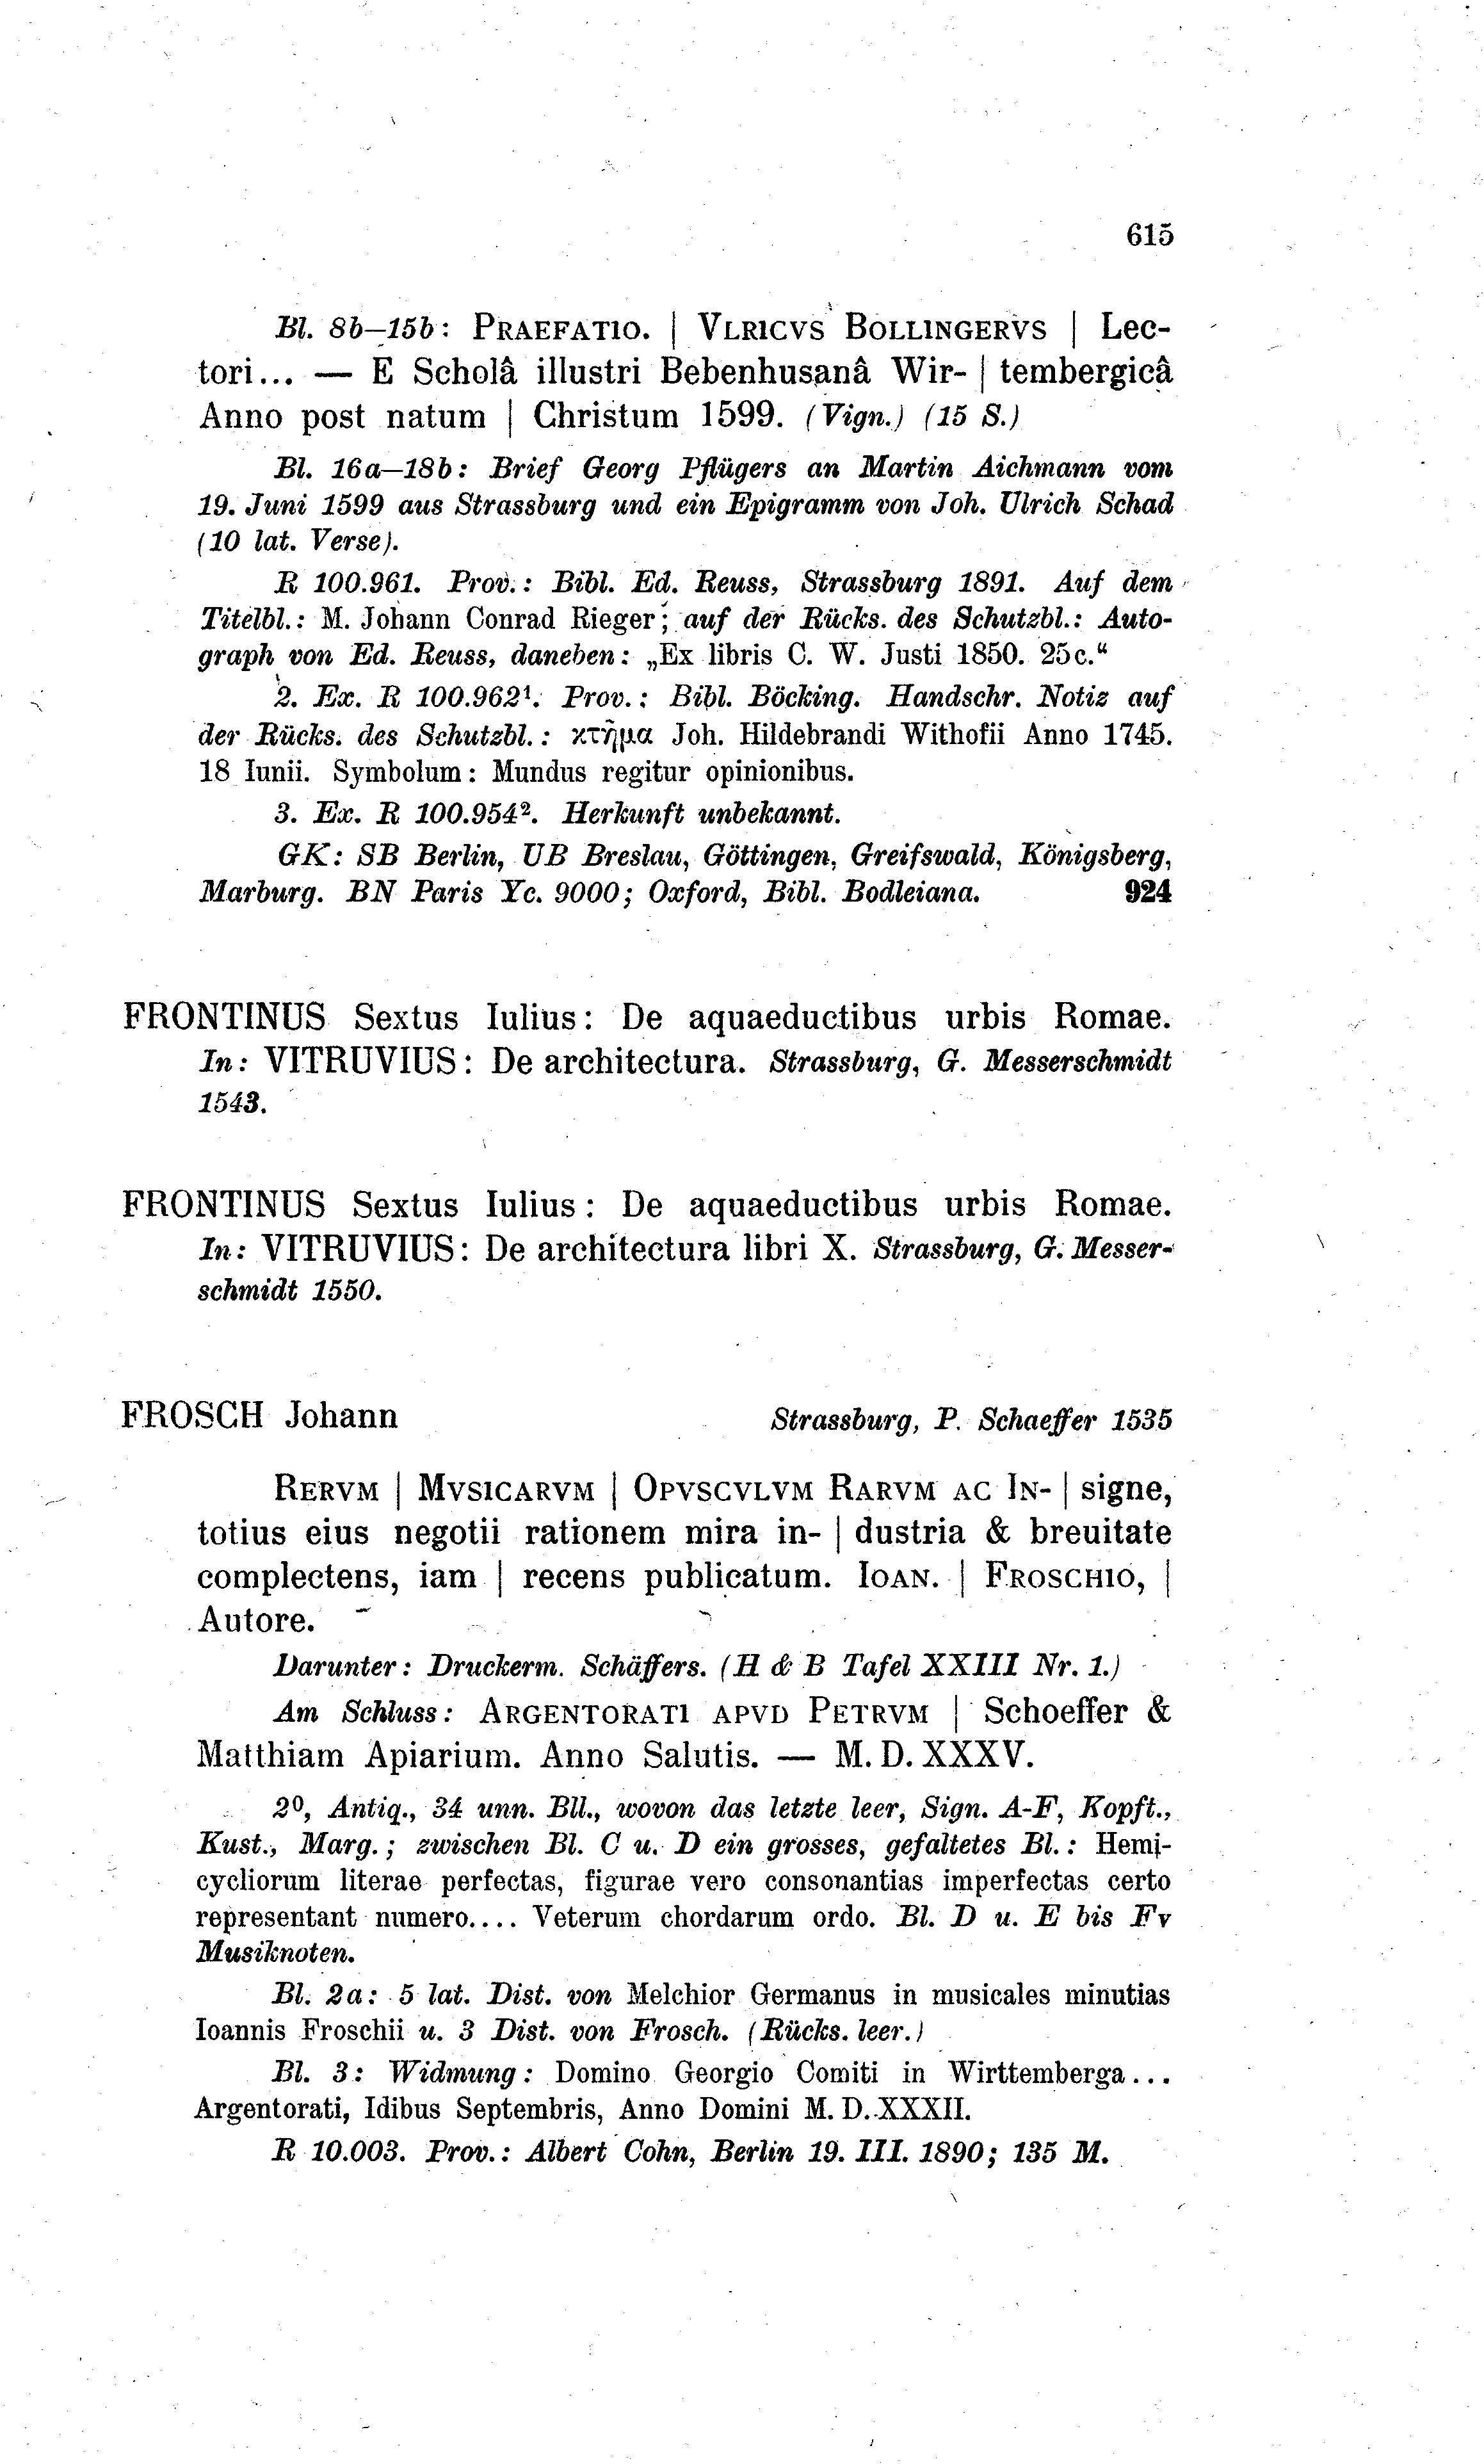 615
Bl. 8b—15b: PRAEFATIO. | VLRICVS BOLLINGERVS | Lec-
tori... — E Scholâ illustri Bebenhusanâ Wir- | tembergicâ
Anno post natum | Christum 1599. (Vign.) (15 S.)
Bl. 16a—18b: Brief Georg Pflügers an Martin Aichmann vom
19. Juni 1599 aus Strassburg und ein Epigramm von Joh. Ulrich Schad
(10 lat. Verse).
R 100.961. Prov.: Bibl. Ed. Reuss, Strassburg 1891. Auf dem
Titelbl.: M. Johann Conrad Rieger; auf der Rücks. des Schutzbl.: Auto-
graph von Ed. Reuss, daneben: „Ex libris C. W. Justi 1850. 25c.“
2. Ex. R 100.962¹. Prov.: Bibl. Böcking. Handschr. Notiz auf
der Rücks. des Schutzbl.: κτῆμα Joh. Hildebrandi Withofii Anno 1745.
18 Iunii. Symbolum: Mundus regitur opinionibus.
3. Ex. R 100.954². Herkunft unbekannt.
GK: SB Berlin, UB Breslau, Göttingen, Greifswald, Königsberg,
Marburg. BN Paris Yc. 9000; Oxford, Bibl. Bodleiana. 924
FRONTINUS Sextus Iulius: De aquaeductibus urbis Romae.
In: VITRUVIUS: De architectura. Strassburg, G. Messerschmidt
1543.
FRONTINUS Sextus Iulius: De aquaeductibus urbis Romae.
In: VITRUVIUS: De architectura libri X. Strassburg, G. Messer-
schmidt 1550.
FROSCH Johann Strassburg, P. Schaeffer 1535
RERVM | MVSICARVM | OPVSCVLVM RARVM AC IN- | signe,
totius eius negotii rationem mira in- | dustria & breuitate
complectens, iam | recens publicatum. IOAN. | FROSCHIO, |
Autore.
Darunter: Druckerm. Schäffers. (H & B Tafel XXIII Nr. 1.)
Am Schluss: ARGENTORATI APVD PETRVM | Schoeffer &
Matthiam Apiarium. Anno Salutis. — M. D. XXXV.
2⁰, Antiq., 34 unn. Bll., wovon das letzte leer, Sign. A-F, Kopft.,
Kust., Marg.; zwischen Bl. C u. D ein grosses, gefaltetes Bl.: Hemi-
cycliorum literae perfectas, figurae vero consonantias imperfectas certo
representant numero.... Veterum chordarum ordo. Bl. D u. E bis Fv
Musiknoten.
Bl. 2a: 5 lat. Dist. von Melchior Germanus in musicales minutias
Ioannis Froschii u. 3 Dist. von Frosch. (Rücks. leer.)
Bl. 3: Widmung: Domino Georgio Comiti in Wirttemberga...
Argentorati, Idibus Septembris, Anno Domini M. D. XXXII.
R 10.003. Prov.: Albert Cohn, Berlin 19. III. 1890; 135 M.